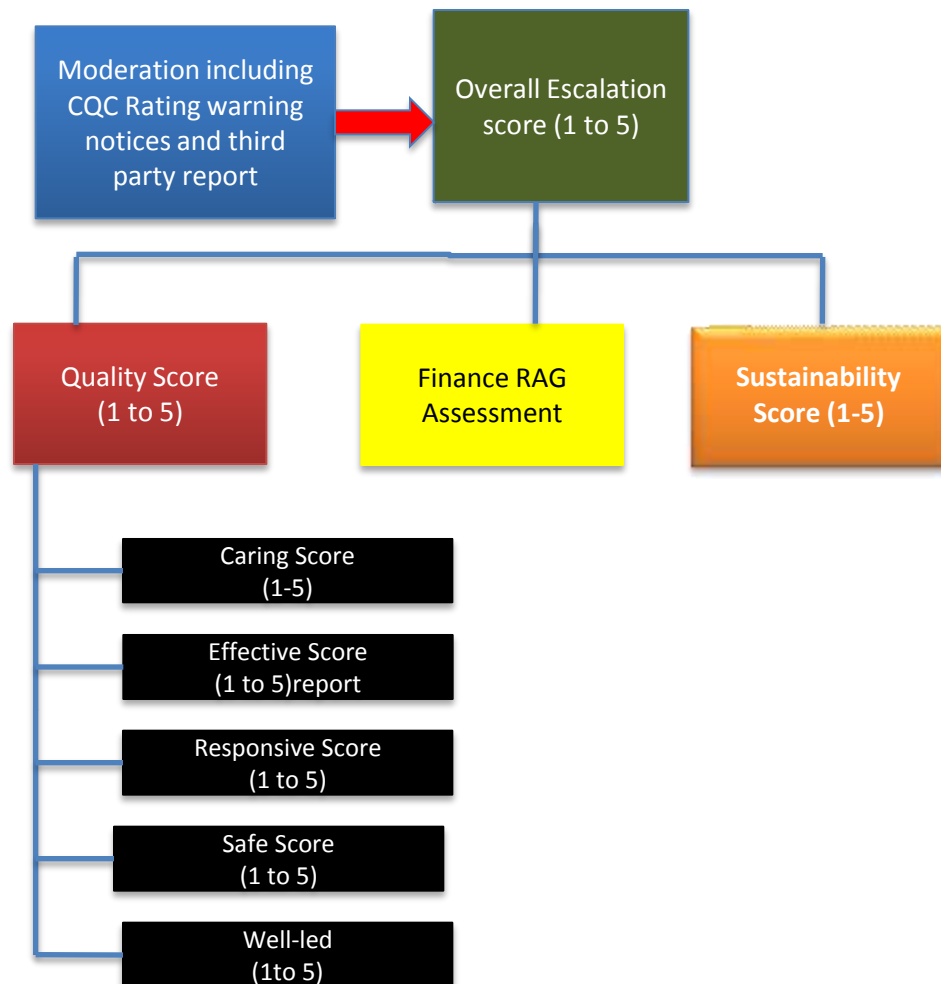 Moderation including
CQC Rating warning
notices and third
party report
Overall Escalation
score (1 to 5)
Quality Score
(1 to 5)
Finance RAG
Assessment
Sustainability
Score (1-5)
Caring Score
(1-5)
Effective Score
(1 to 5)report
Responsive Score
(1 to 5)
Safe Score
(1 to 5)
Well-led
(1to 5)